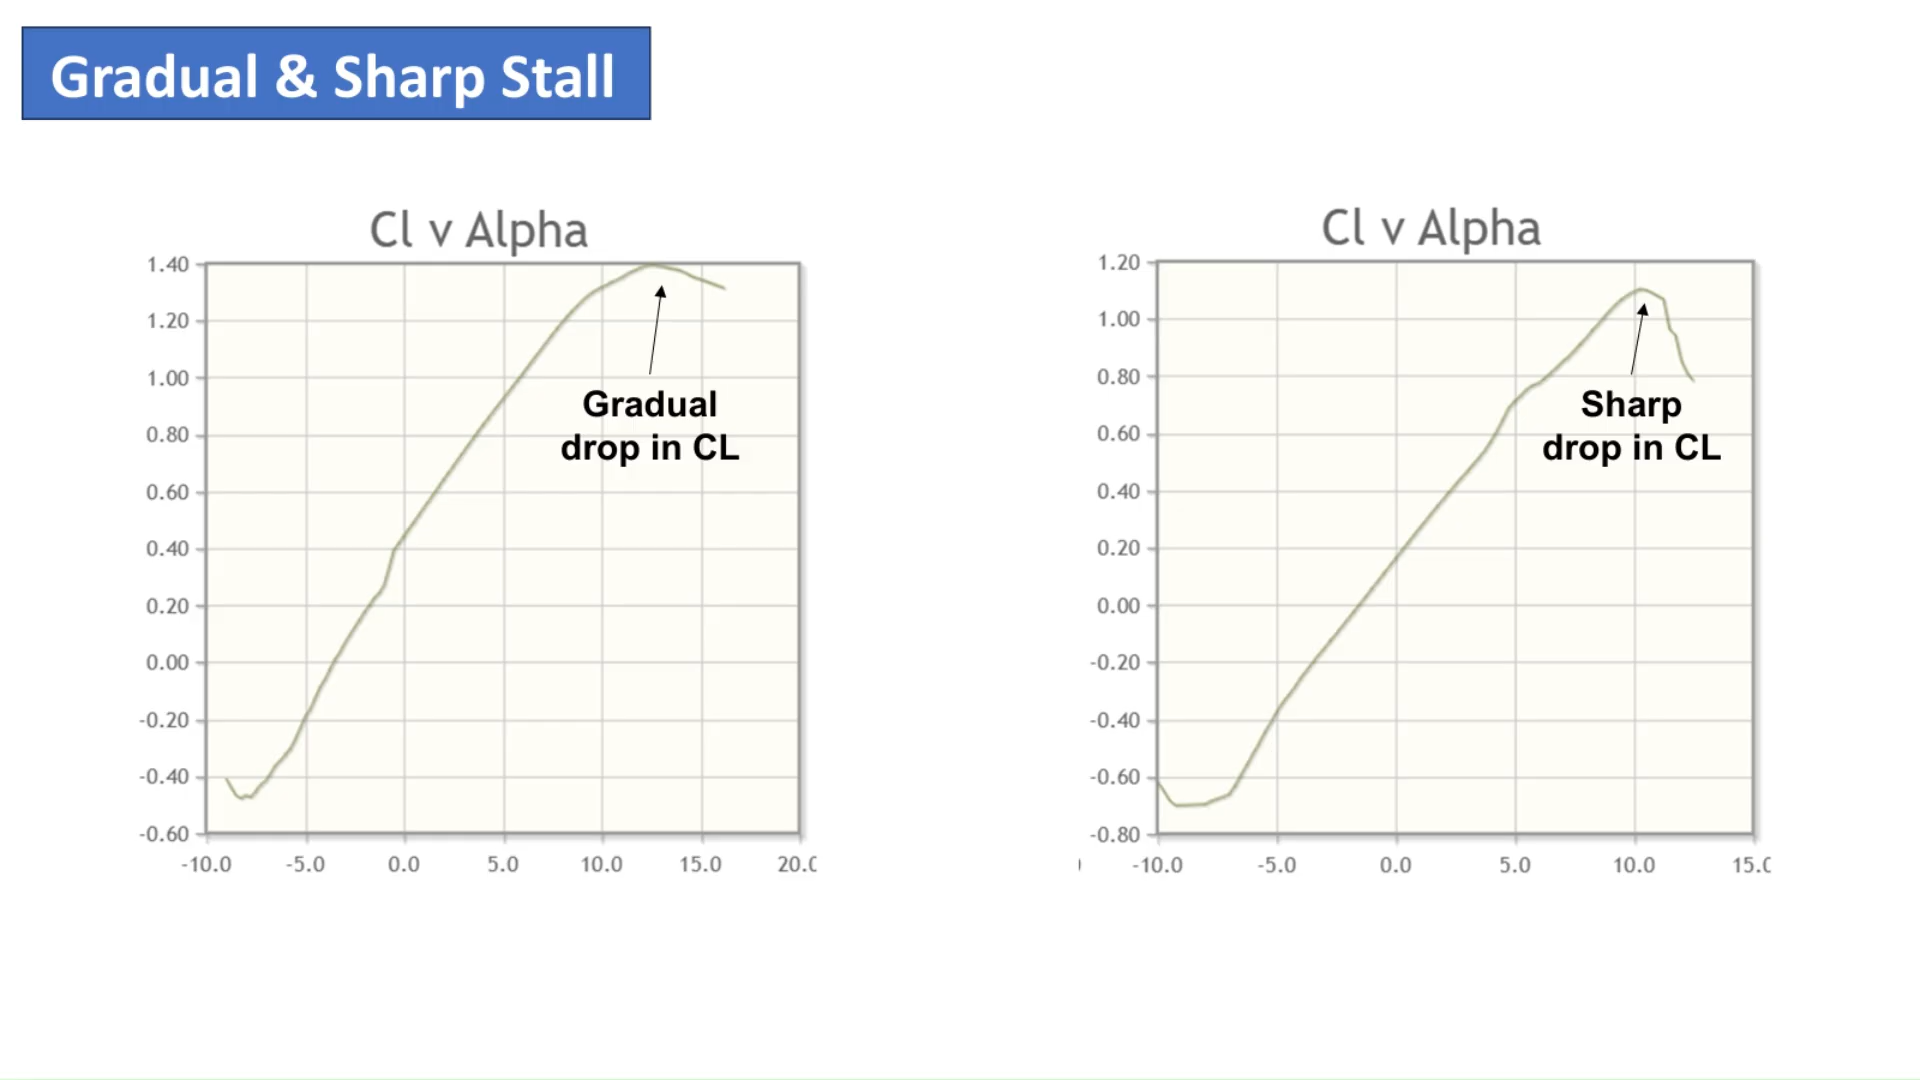 Gradual & Sharp Stall
Cl v Alpha
1.40
1.20
1.00
0.80
0.60
0.40
0.20
0.00
-0.20
-0.40
-0.60
-10.0 -5.0 0.0 5.0 10.0 15.0 20.0
Gradual
drop in CL
Cl v Alpha
1.20
1.00
0.80
0.60
0.40
0.20
0.00
-0.20
-0.40
-0.60
-0.80
-10.0 -5.0 0.0 5.0 10.0 15.0
Sharp
drop in CL